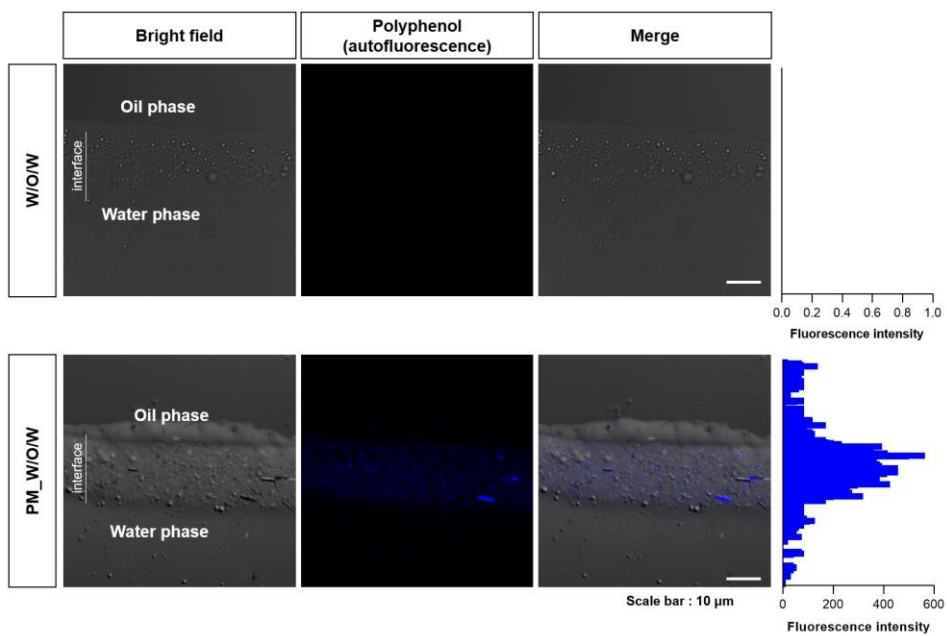 Bright field
Polyphenol
(autofluorescence)
Merge
W/O/W
Oil phase
interface
Water phase
0.0 0.2 0.4 0.6 0.8 1.0
Fluorescence intensity
PM_W/O/W
Oil phase
interface
Water phase
Scale bar : 10 μm
0 200 400 600
Fluorescence intensity